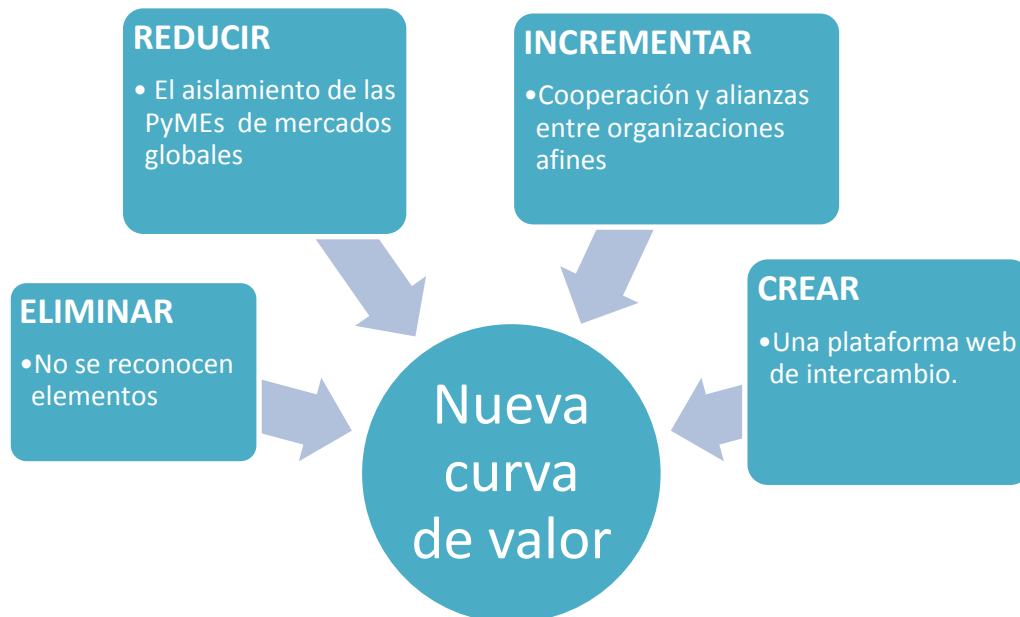 REDUCIR
• El aislamiento de las
PyMEs de mercados
globales
INCREMENTAR
•Cooperación y alianzas
entre organizaciones
afines
ELIMINAR
•No se reconocen
elementos
CREAR
•Una plataforma web
de intercambio.
Nueva
curva
de valor